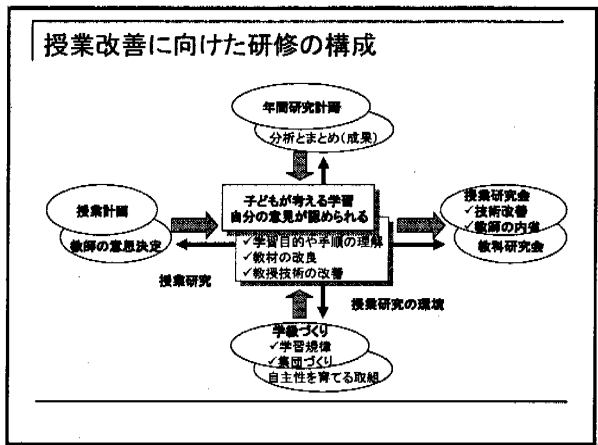 授業改善に向けた研修の構成
年間研究計画
分析とまとめ(成果)
授業計画
教師の意思決定
子どもが考える学習
自分の意見が認められる
✓学習目的や手順の理解
✓教材の改良
✓教授技術の改善
授業研究会
✓技術改善
✓教師の内省
教科研究会
授業研究
授業研究の環境
学級づくり
✓学習規律
✓集団づくり
自主性を育てる取組